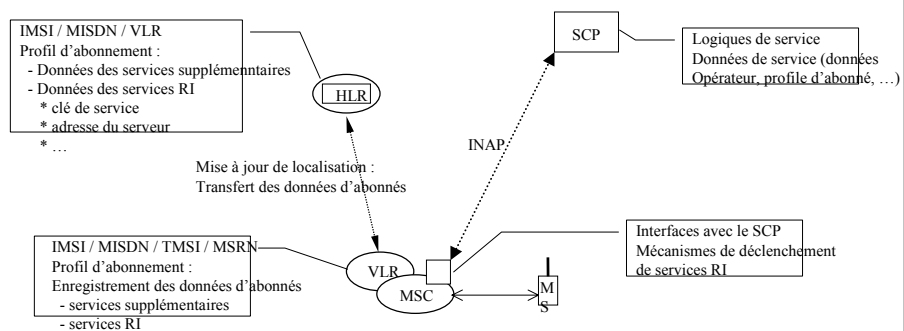 IMSI / MISDN / VLR
Profil d'abonnement :
- Données des services supplémenntaires
- Données des services RI
* clé de service
* adresse du serveur
* …
HLR
SCP
Logiques de service
Données de service (données
Opérateur, profile d'abonné, …)
INAP
Mise à jour de localisation :
Transfert des données d'abonnés
IMSI / MISDN / TMSI / MSRN
Profil d'abonnement :
Enregistrement des données d'abonnés
- services supplémentaires
- services RI
VLR
MSC
M
S
Interfaces avec le SCP
Mécanismes de déclenchement
de services RI